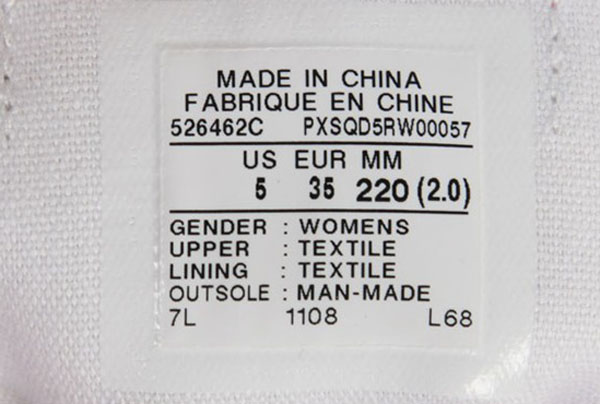 MADE IN CHINA
FABRIQUE EN CHINE
526462C PXSQD5RW00057
US EUR MM
5 35 220 (2.0)
GENDER : WOMENS
UPPER : TEXTILE
LINING : TEXTILE
OUTSOLE : MAN-MADE
7L 1108 L68